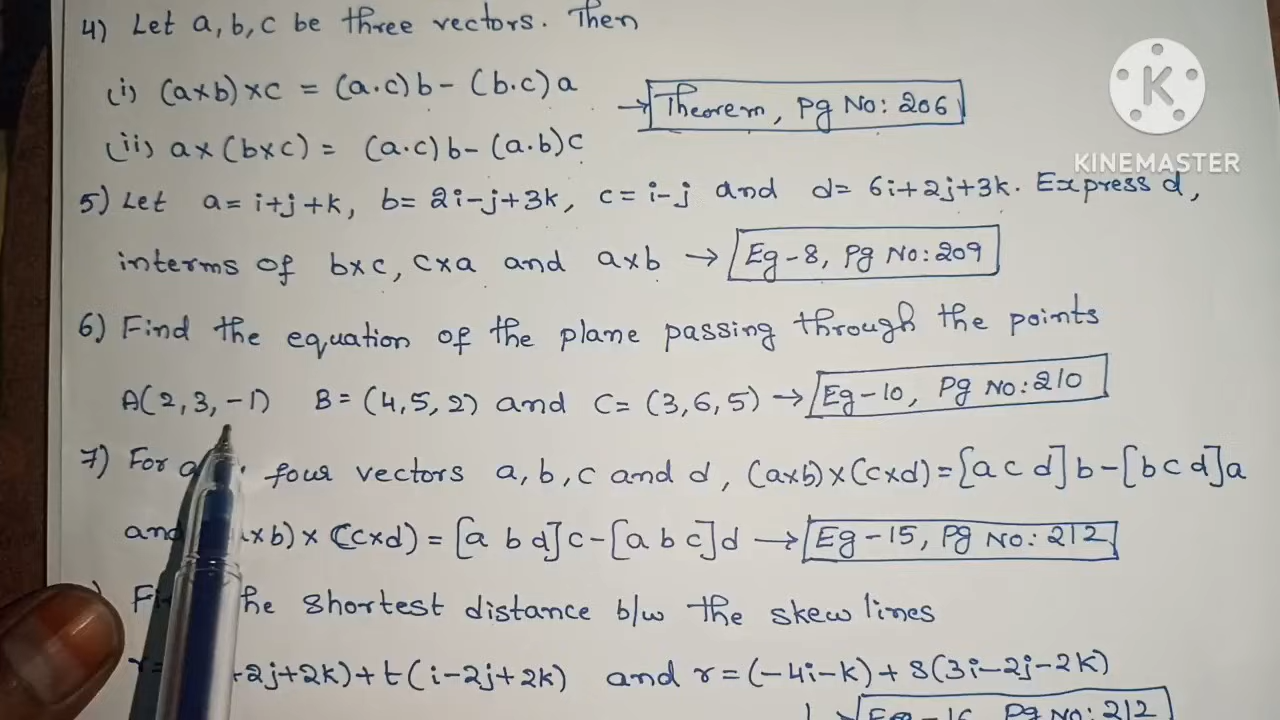 4) Let a, b, c be three vectors. Then
(i) (a×b)×c = (a.c)b - (b.c)a
→ Theorem, Pg No: 206
(ii) a×(b×c) = (a.c)b - (a.b)c
KINEMASTER
5) Let a = i+j+k, b = 2i-j+3k, c = i-j and d = 6i+2j+3k. Express d,
interms of b×c, c×a and a×b → Eg-8, Pg No: 209
6) Find the equation of the plane passing through the points
A(2,3,-1) B = (4,5,2) and C = (3,6,5) → Eg-10, Pg No: 210
7) For four vectors a, b, c and d, (a×b)×(c×d) = [a c d]b - [b c d]a
and ×b)×(c×d) = [a b d]c - [a b c]d → Eg-15, Pg No: 212
he shortest distance b/w the skew lines
+2j+2k)+t(i-2j+2k) and r = (-4i-k)+s(3i-2j-2k)
Pg No: 212